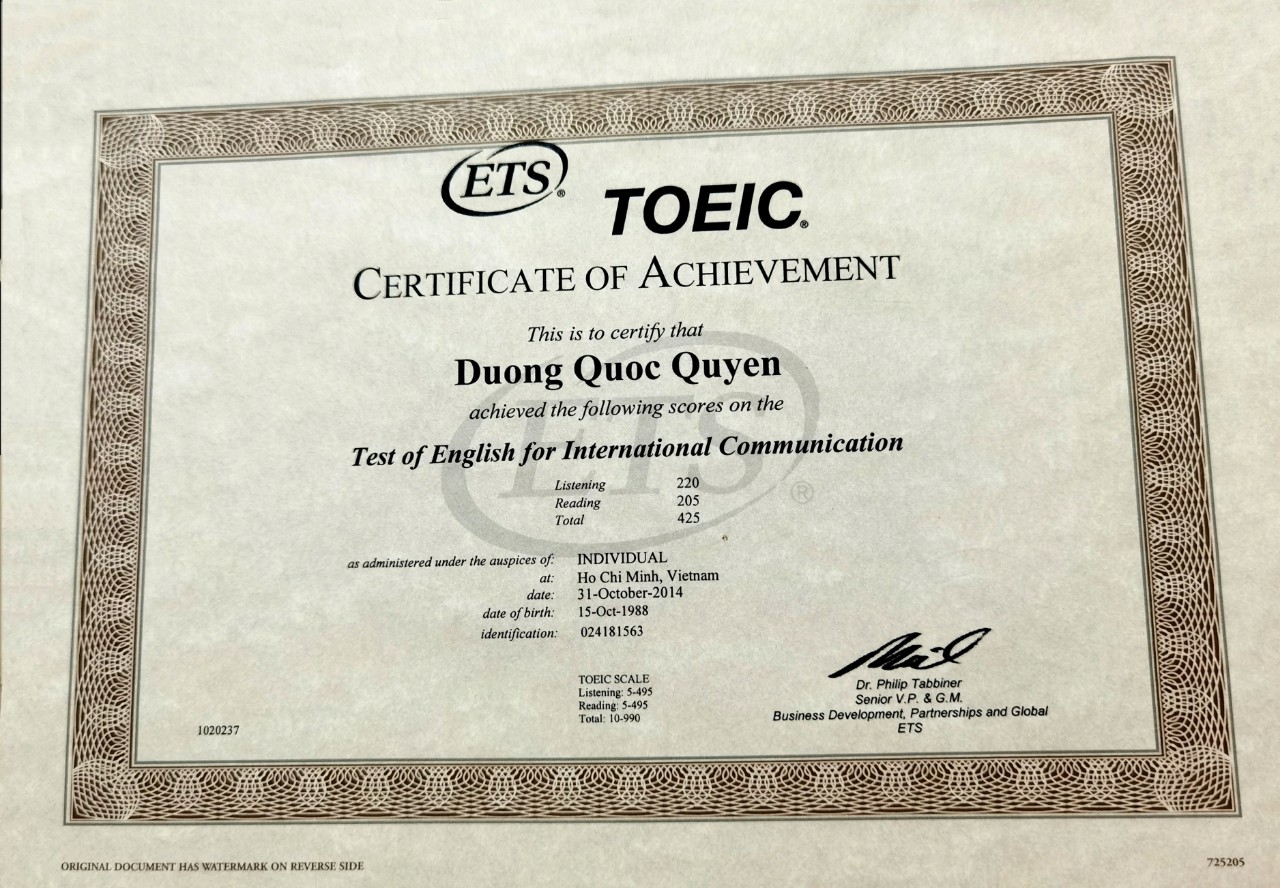 ETS®
TOEIC®
CERTIFICATE OF ACHIEVEMENT
This is to certify that
Duong Quoc Quyen
achieved the following scores on the
Test of English for International Communication
ETS®
Listening 220
Reading 205
Total 425
as administered under the auspices of: INDIVIDUAL
at: Ho Chi Minh, Vietnam
date: 31-October-2014
date of birth: 15-Oct-1988
identification: 024181563
TOEIC SCALE
Listening: 5-495
Reading: 5-495
Total: 10-990
Dr. Philip Tabbiner
Senior V.P. & G.M.
Business Development, Partnerships and Global
ETS
1020237
ORIGINAL DOCUMENT HAS WATERMARK ON REVERSE SIDE
725205